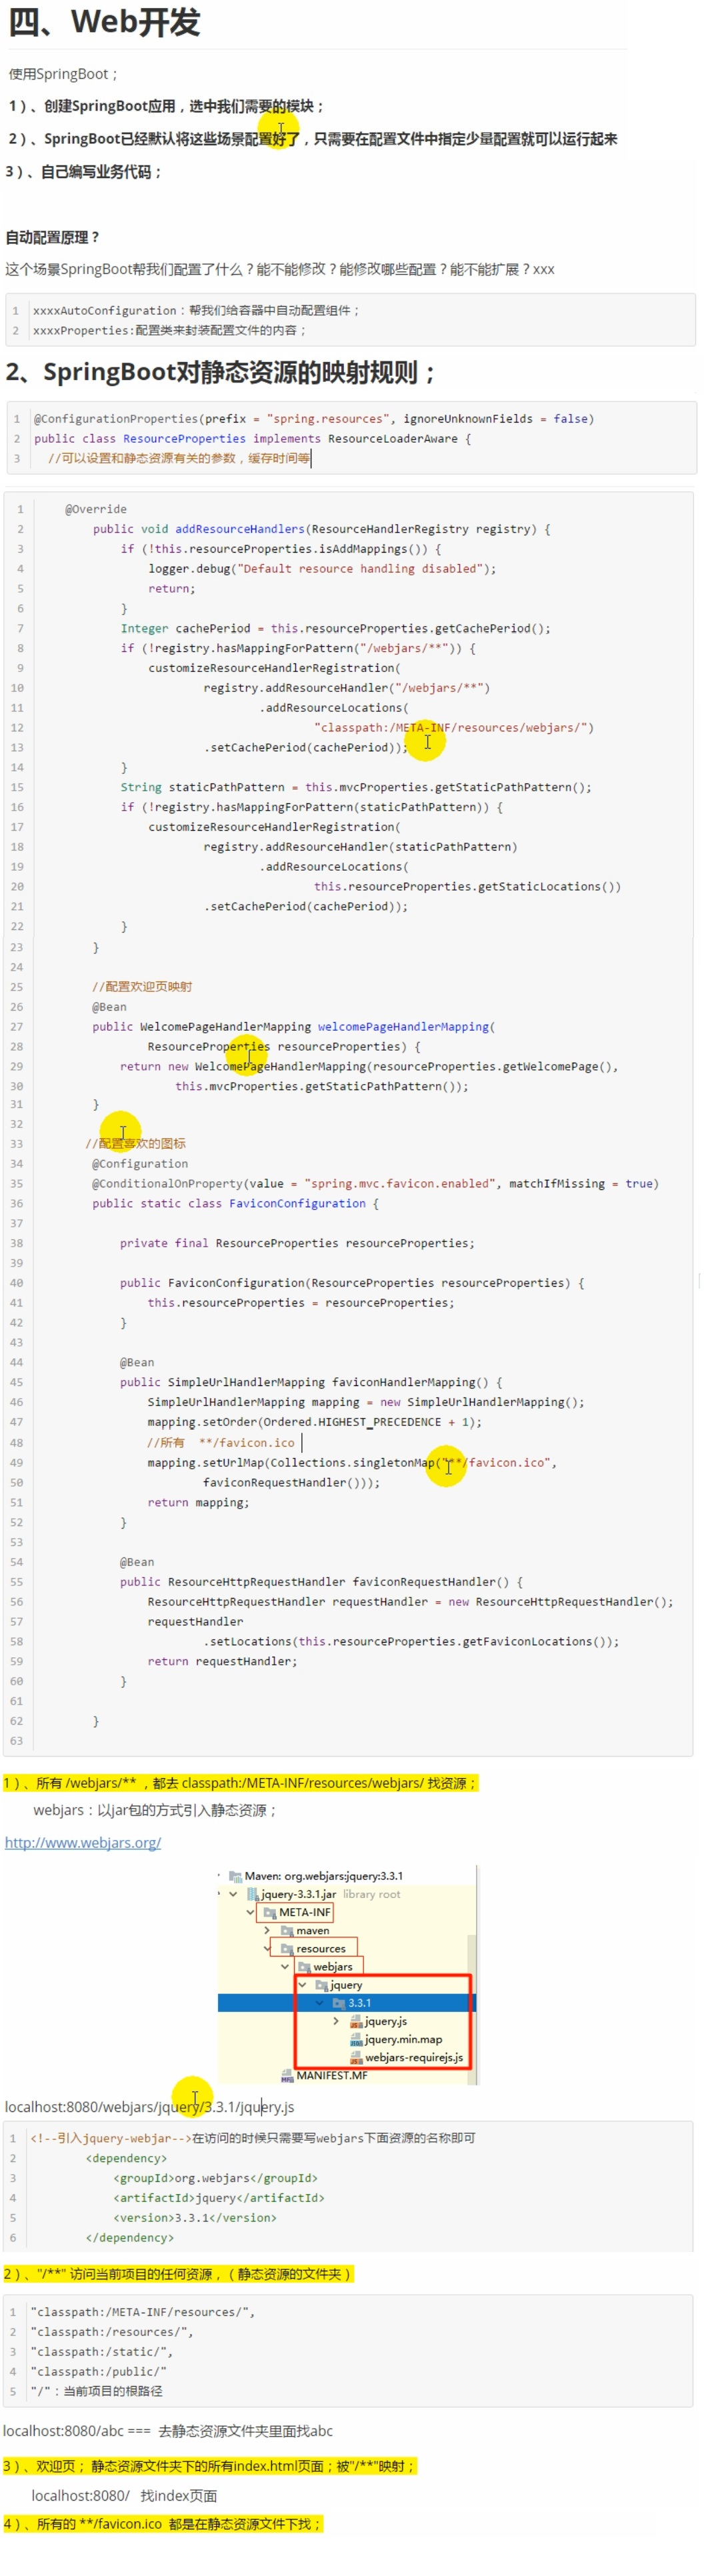 四、Web开发
使用SpringBoot；
1）、创建SpringBoot应用，选中我们需要的模块；
2）、SpringBoot已经默认将这些场景配置好了，只需要在配置文件中指定少量配置就可以运行起来
3）、自己编写业务代码；
自动配置原理？
这个场景SpringBoot帮我们配置了什么？能不能修改？能修改哪些配置？能不能扩展？xxx
1 xxxxAutoConfiguration：帮我们给容器中自动配置组件；
2 xxxxProperties:配置类来封装配置文件的内容；
2、SpringBoot对静态资源的映射规则；
1 @ConfigurationProperties(prefix = "spring.resources", ignoreUnknownFields = false)
2 public class ResourceProperties implements ResourceLoaderAware {
3 //可以设置和静态资源有关的参数，缓存时间等
1 @Override
2 public void addResourceHandlers(ResourceHandlerRegistry registry) {
3 if (!this.resourceProperties.isAddMappings()) {
4 logger.debug("Default resource handling disabled");
5 return;
6 }
7 Integer cachePeriod = this.resourceProperties.getCachePeriod();
8 if (!registry.hasMappingForPattern("/webjars/**")) {
9 customizeResourceHandlerRegistration(
10 registry.addResourceHandler("/webjars/**")
11 .addResourceLocations(
12 "classpath:/META-INF/resources/webjars/")
13 .setCachePeriod(cachePeriod));
14 }
15 String staticPathPattern = this.mvcProperties.getStaticPathPattern();
16 if (!registry.hasMappingForPattern(staticPathPattern)) {
17 customizeResourceHandlerRegistration(
18 registry.addResourceHandler(staticPathPattern)
19 .addResourceLocations(
20 this.resourceProperties.getStaticLocations())
21 .setCachePeriod(cachePeriod));
22 }
23 }
24
25 //配置欢迎页映射
26 @Bean
27 public WelcomePageHandlerMapping welcomePageHandlerMapping(
28 ResourceProperties resourceProperties) {
29 return new WelcomePageHandlerMapping(resourceProperties.getWelcomePage(),
30 this.mvcProperties.getStaticPathPattern());
31 }
32
33 //配置喜欢的图标
34 @Configuration
35 @ConditionalOnProperty(value = "spring.mvc.favicon.enabled", matchIfMissing = true)
36 public static class FaviconConfiguration {
37
38 private final ResourceProperties resourceProperties;
39
40 public FaviconConfiguration(ResourceProperties resourceProperties) {
41 this.resourceProperties = resourceProperties;
42 }
43
44 @Bean
45 public SimpleUrlHandlerMapping faviconHandlerMapping() {
46 SimpleUrlHandlerMapping mapping = new SimpleUrlHandlerMapping();
47 mapping.setOrder(Ordered.HIGHEST_PRECEDENCE + 1);
48 //所有 **/favicon.ico
49 mapping.setUrlMap(Collections.singletonMap("**/favicon.ico",
50 faviconRequestHandler()));
51 return mapping;
52 }
53
54 @Bean
55 public ResourceHttpRequestHandler faviconRequestHandler() {
56 ResourceHttpRequestHandler requestHandler = new ResourceHttpRequestHandler();
57 requestHandler
58 .setLocations(this.resourceProperties.getFaviconLocations());
59 return requestHandler;
60 }
61
62 }
63
1）、所有 /webjars/** ，都去 classpath:/META-INF/resources/webjars/ 找资源；
webjars：以jar包的方式引入静态资源；
http://www.webjars.org/
Maven: org.webjars:jquery:3.3.1
jquery-3.3.1.jar library root
META-INF
maven
resources
webjars
jquery
3.3.1
jquery.js
jquery.min.map
webjars-requirejs.js
MANIFEST.MF
localhost:8080/webjars/jquery/3.3.1/jquery.js
1 <!--引入jquery-webjar-->在访问的时候只需要写webjars下面资源的名称即可
2 <dependency>
3 <groupId>org.webjars</groupId>
4 <artifactId>jquery</artifactId>
5 <version>3.3.1</version>
6 </dependency>
2）、"/**" 访问当前项目的任何资源，（静态资源的文件夹）
1 "classpath:/META-INF/resources/",
2 "classpath:/resources/",
3 "classpath:/static/",
4 "classpath:/public/"
5 "/"：当前项目的根路径
localhost:8080/abc === 去静态资源文件夹里面找abc
3）、欢迎页； 静态资源文件夹下的所有index.html页面；被"/**"映射；
localhost:8080/ 找index页面
4）、所有的 **/favicon.ico 都是在静态资源文件下找；